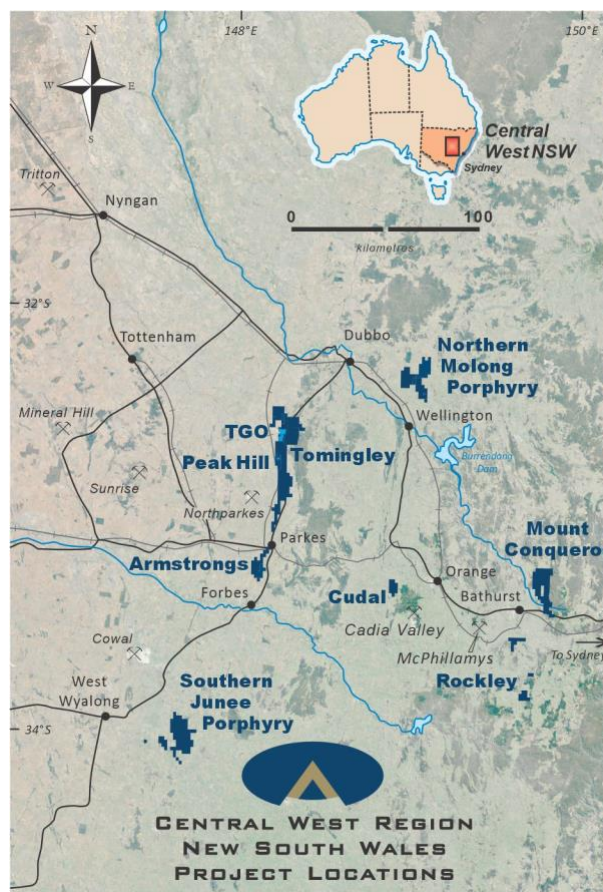 148°E
150°E
N
W
E
S
Central
West NSW
Sydney
0
100
kilometres
Tritton
Nyngan
32°S
Tottenham
Dubbo
Northern
Molong
Porphyry
Mineral Hill
TGO
Tomingley
Wellington
Peak Hill
Burrendong
Dam
Sunrise
Northparkes
Parkes
Mount
Conqueror
Armstrongs
Forbes
Cudal
Orange
Bathurst
Cadia Valley
McPhillamys
To Sydney
Cowal
Rockley
West
Wyalong
Southern
Junee
Porphyry
34°S
Central West Region
New South Wales
Project Locations